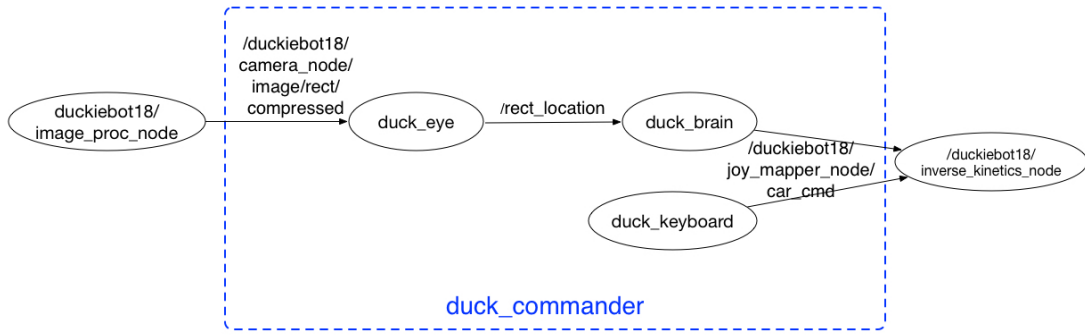 duckiebot18/
image_proc_node
/duckiebot18/
camera_node/
image/rect/
compressed
duck_eye
/rect_location
duck_brain
/duckiebot18/
joy_mapper_node/
car_cmd
duck_keyboard
/duckiebot18/
inverse_kinetics_node
duck_commander